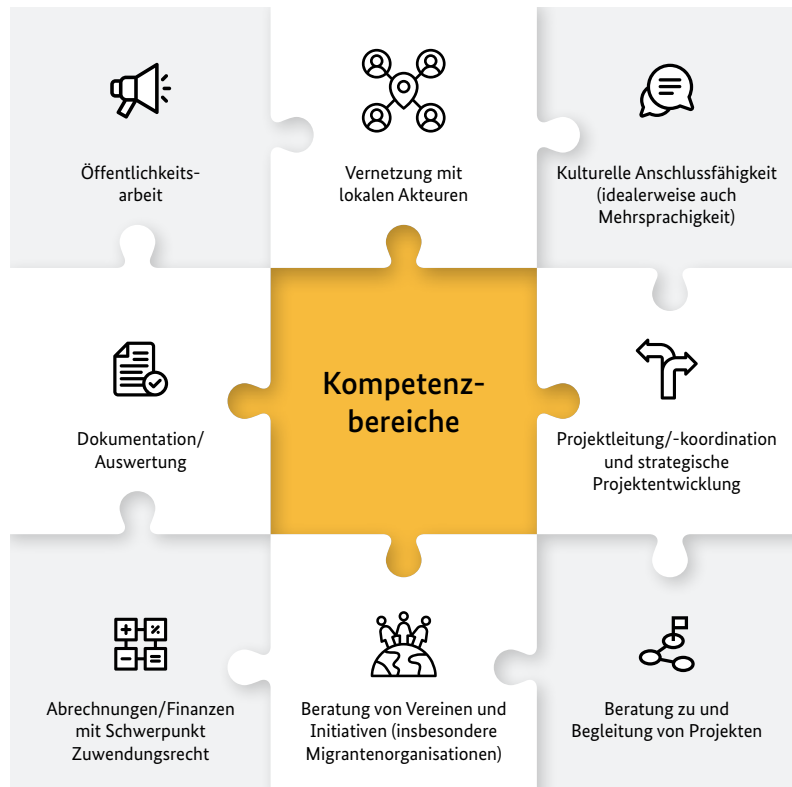 Öffentlichkeits-
arbeit
Vernetzung mit
lokalen Akteuren
Kulturelle Anschlussfähigkeit
(idealerweise auch
Mehrsprachigkeit)
Dokumentation/
Auswertung
Kompetenz-
bereiche
Projektleitung/-koordination
und strategische
Projektentwicklung
Abrechnungen/Finanzen
mit Schwerpunkt
Zuwendungsrecht
Beratung von Vereinen und
Initiativen (insbesondere
Migrantenorganisationen)
Beratung zu und
Begleitung von Projekten